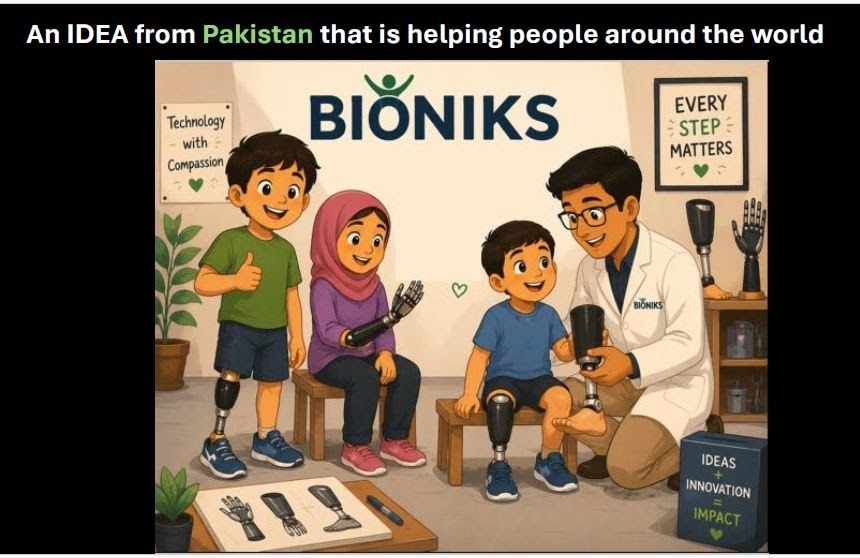 An IDEA from Pakistan that is helping people around the world
BIONIKS
Technology
with
Compassion
EVERY
STEP
MATTERS
BIONIKS
IDEAS
+
INNOVATION
=
IMPACT